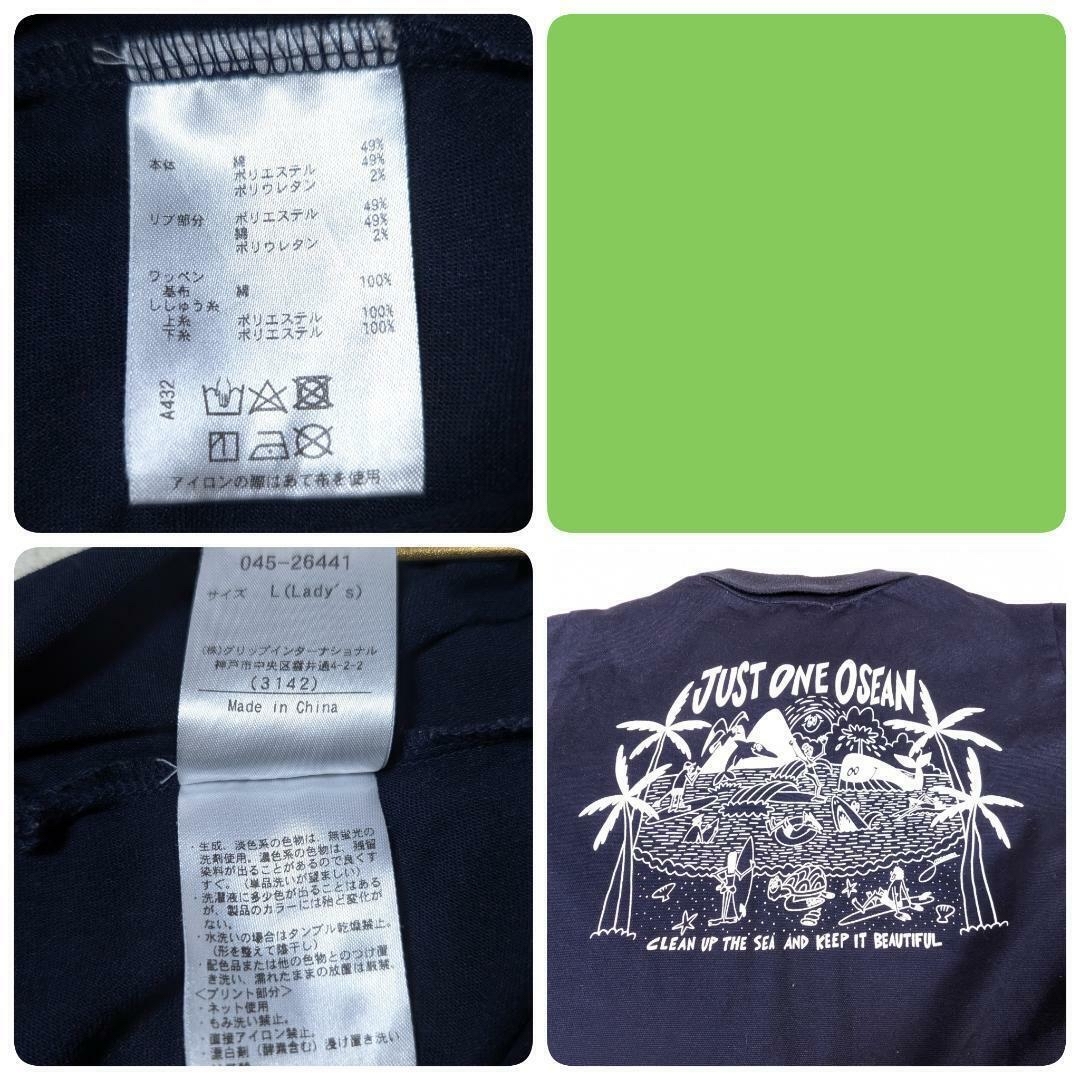 本体 綿 49%
ポリエステル 49%
ポリウレタン 2%
リブ部分 ポリエステル 49%
綿 49%
ポリウレタン 2%
ワッペン
基布 綿 100%
ししゅう糸
上糸 ポリエステル 100%
下糸 ポリエステル 100%
A432
アイロンの際はあて布を使用
045-26441
サイズ L(Lady's)
(株)グリップインターナショナル
神戸市中央区磯井通4-2-2
(3142)
Made in China
・生成、淡色系の色物は、無蛍光の
洗剤使用。濃色系の色物は、残留
染料が出ることがあるので良くす
すぐ。(単品洗いが望ましい)
・洗濯液に多少色が出ることはある
が、製品のカラーには殆ど変化が
ない。
・水洗いの場合はタンブル乾燥禁止。
(形を整えて陰干し)
・配色品または他の色物とのつけ置
き洗い、濡れたままの放置は厳禁。
<プリント部分>
・ネット使用
・もみ洗い禁止。
・直接アイロン禁止。
・漂白剤(酵素含む)浸け置き洗い
JUST ONE OSEAN
CLEAN UP THE SEA AND KEEP IT BEAUTIFUL